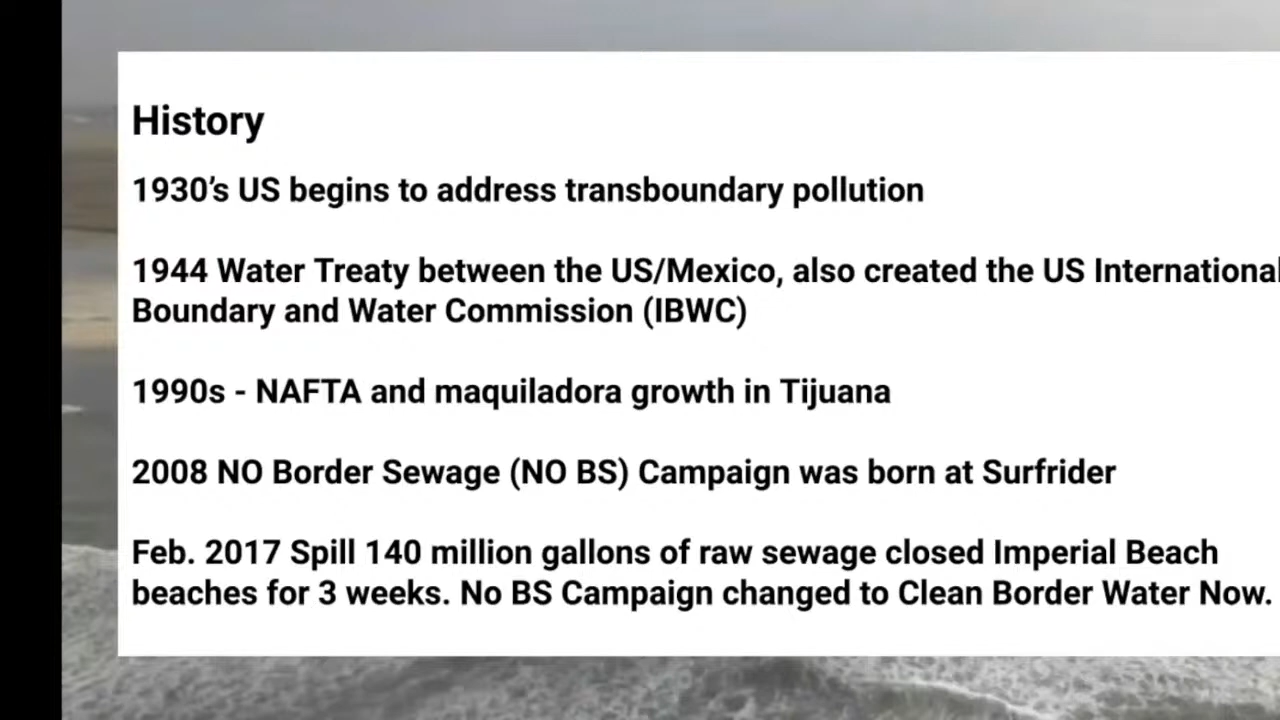 History
1930’s US begins to address transboundary pollution
1944 Water Treaty between the US/Mexico, also created the US International
Boundary and Water Commission (IBWC)
1990s - NAFTA and maquiladora growth in Tijuana
2008 NO Border Sewage (NO BS) Campaign was born at Surfrider
Feb. 2017 Spill 140 million gallons of raw sewage closed Imperial Beach
beaches for 3 weeks. No BS Campaign changed to Clean Border Water Now.